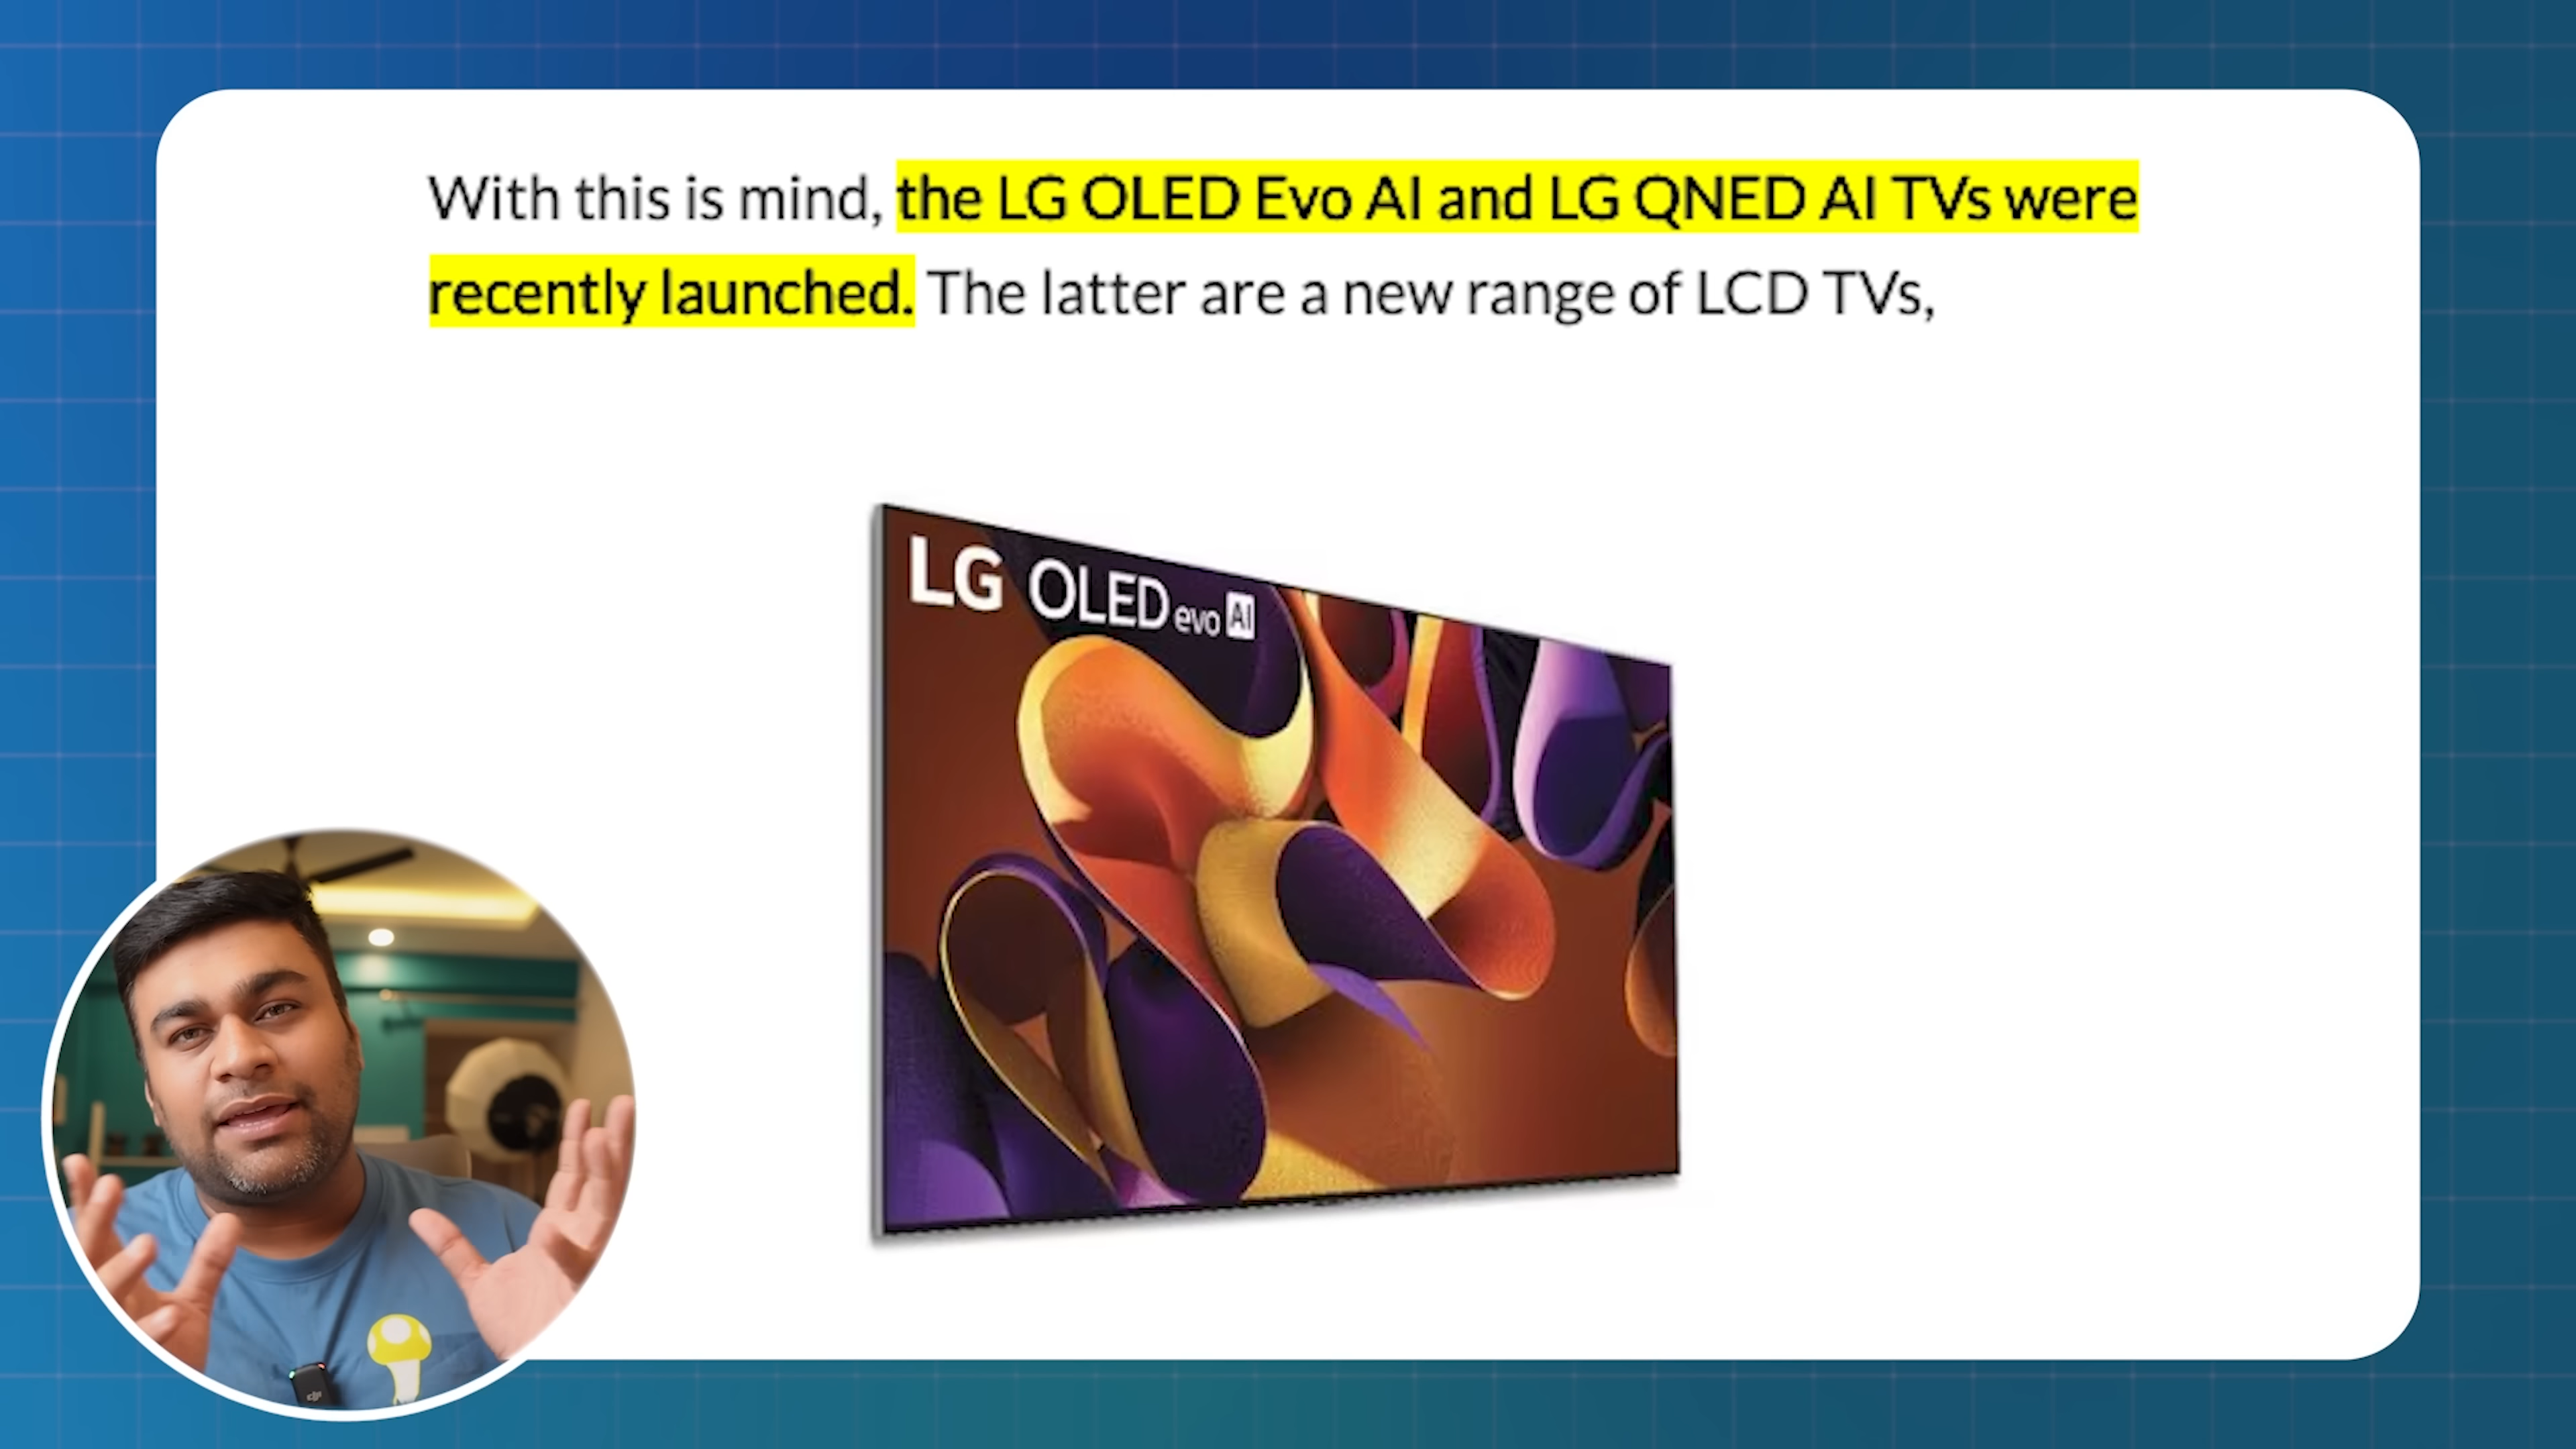 With this is mind, the LG OLED Evo AI and LG QNED AI TVs were
recently launched. The latter are a new range of LCD TVs,
LG OLED evo AI
dji